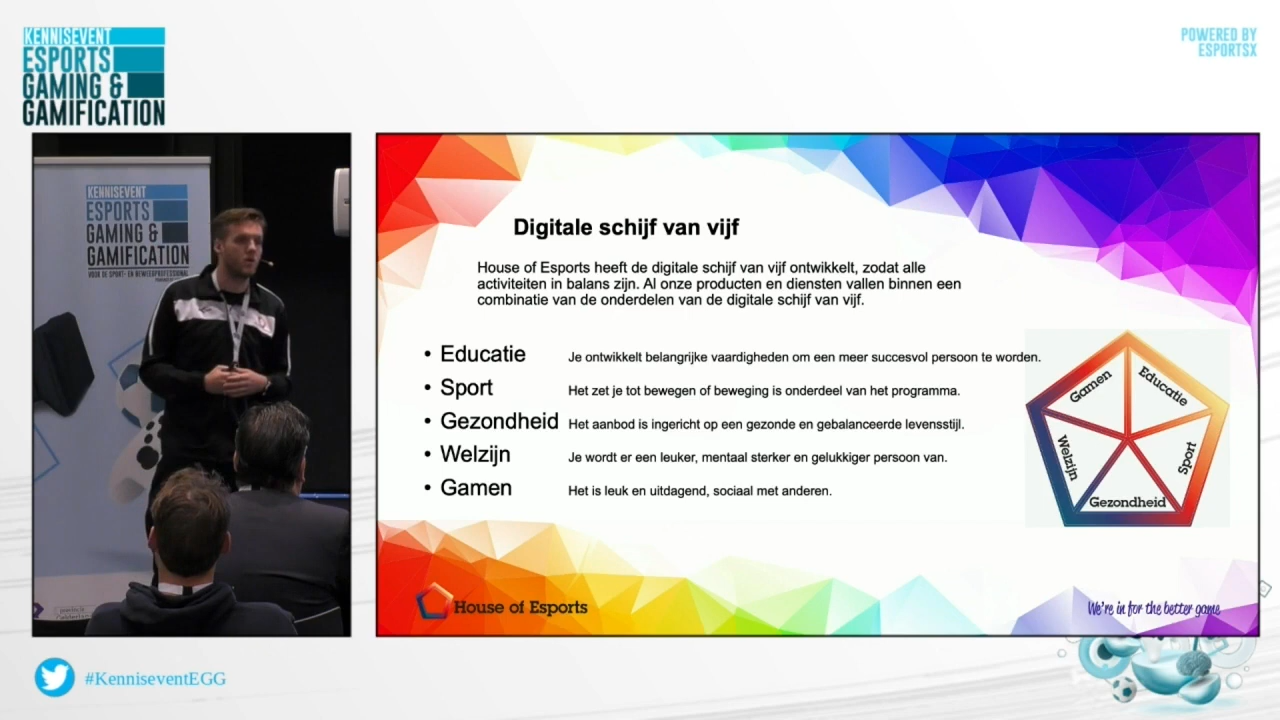 KENNISEVENT
ESPORTS
GAMING &
GAMIFICATION
POWERED BY
ESPORTSX
KENNISEVENT
ESPORTS
GAMING &
GAMIFICATION
VOOR DE SPORT- EN BEWEEGPROFESSIONAL
provincie
Digitale schijf van vijf
House of Esports heeft de digitale schijf van vijf ontwikkelt, zodat alle
activiteiten in balans zijn. Al onze producten en diensten vallen binnen een
combinatie van de onderdelen van de digitale schijf van vijf.
• Educatie Je ontwikkelt belangrijke vaardigheden om een meer succesvol persoon te worden.
• Sport Het zet je tot bewegen of beweging is onderdeel van het programma.
• Gezondheid Het aanbod is ingericht op een gezonde en gebalanceerde levensstijl.
• Welzijn Je wordt er een leuker, mentaal sterker en gelukkiger persoon van.
• Gamen Het is leuk en uitdagend, sociaal met anderen.
Gamen
Educatie
Welzijn
Sport
Gezondheid
House of Esports
We're in for the better game
#KenniseventEGG